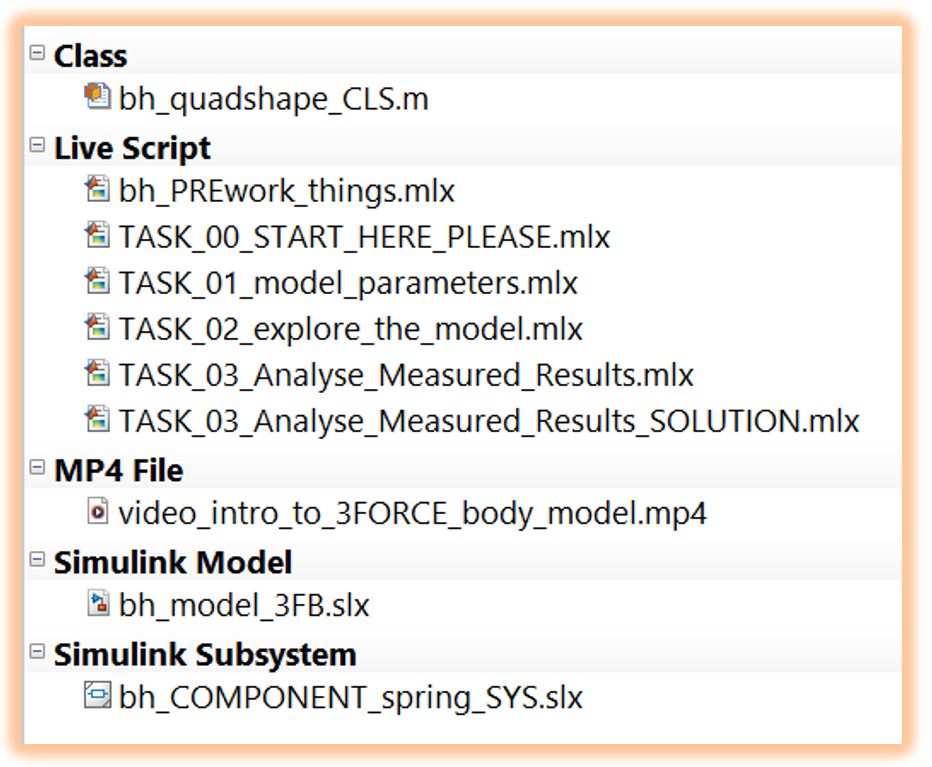 Class
bh_quadshape_CLS.m
Live Script
bh_PREwork_things.mlx
TASK_00_START_HERE_PLEASE.mlx
TASK_01_model_parameters.mlx
TASK_02_explore_the_model.mlx
TASK_03_Analyse_Measured_Results.mlx
TASK_03_Analyse_Measured_Results_SOLUTION.mlx
MP4 File
video_intro_to_3FORCE_body_model.mp4
Simulink Model
bh_model_3FB.slx
Simulink Subsystem
bh_COMPONENT_spring_SYS.slx